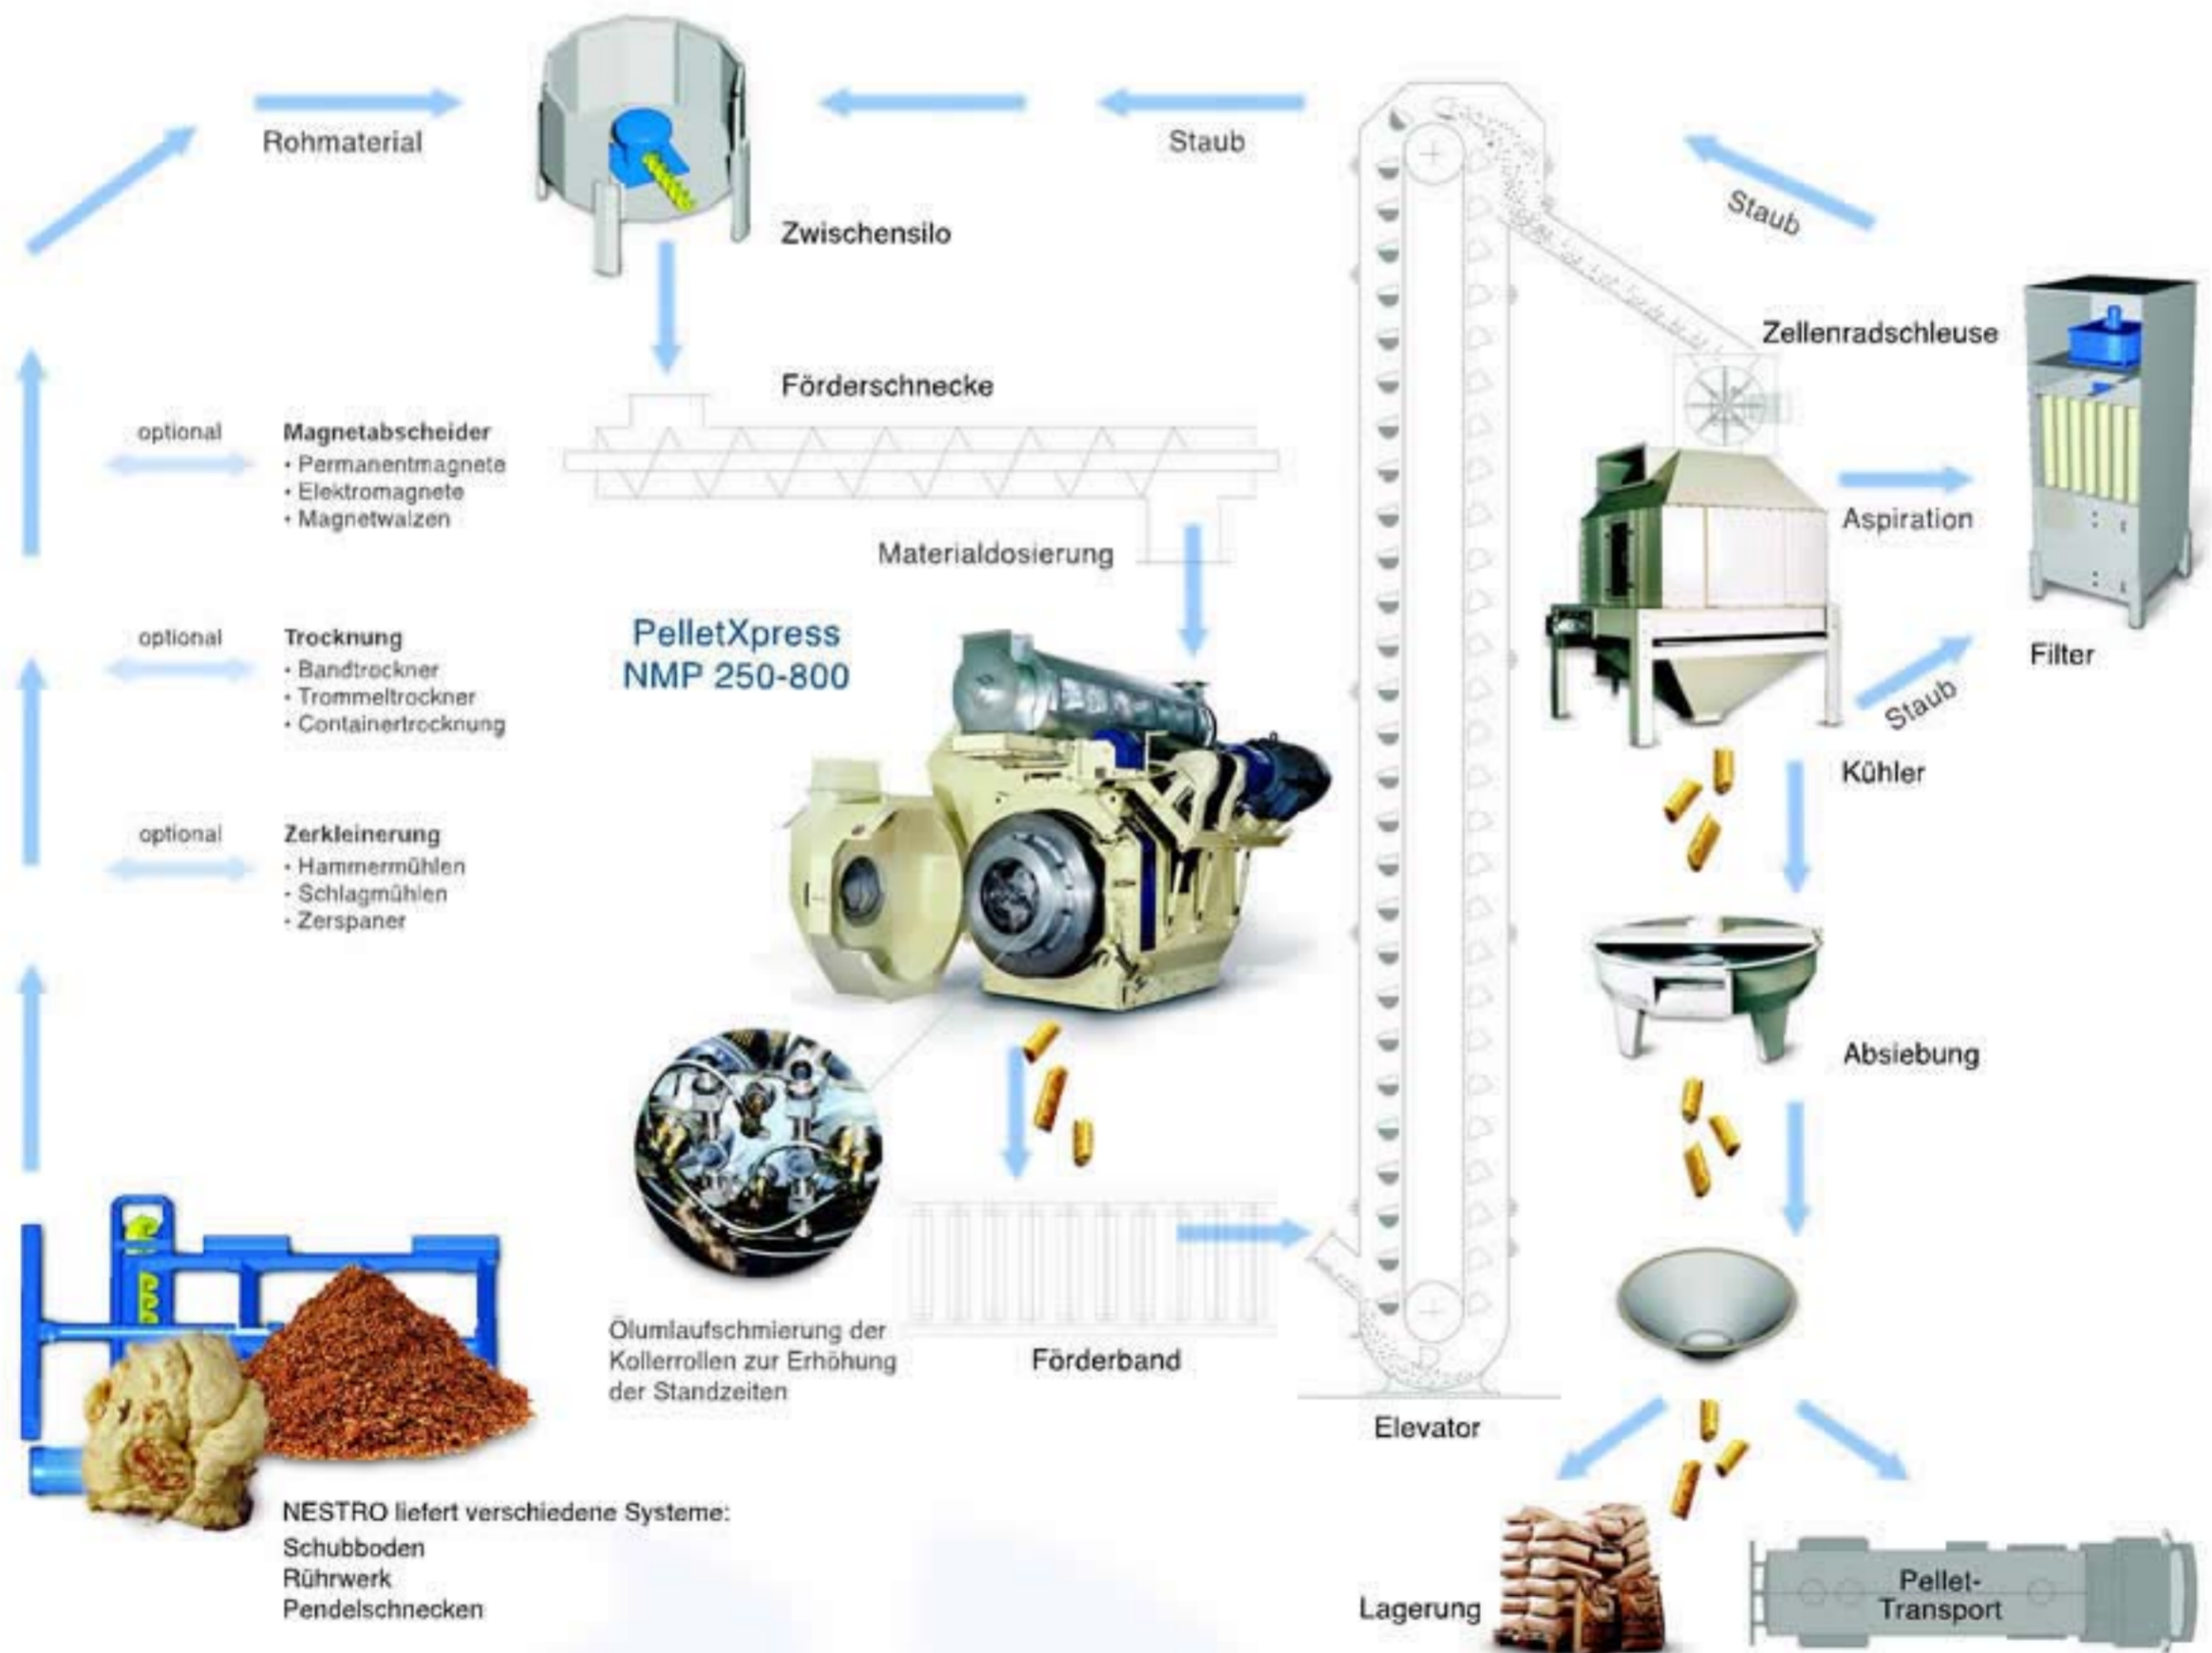 Rohmaterial
Staub
Staub
Zwischensilo
Zellenradschleuse
Förderschnecke
optional
Magnetabscheider
· Permanentmagnete
· Elektromagnete
· Magnetwalzen
Aspiration
Materialdosierung
PelletXpress
NMP 250-800
optional
Trocknung
· Bandtrockner
· Trommeltrockner
· Containertrocknung
Filter
Staub
Kühler
optional
Zerkleinerung
· Hammermühlen
· Schlagmühlen
· Zerspaner
Absiebung
Ölumlaufschmierung der
Kollerrollen zur Erhöhung
der Standzeiten
Förderband
Elevator
NESTRO liefert verschiedene Systeme:
Schubboden
Rührwerk
Pendelschnecken
Lagerung
Pellet-
Transport